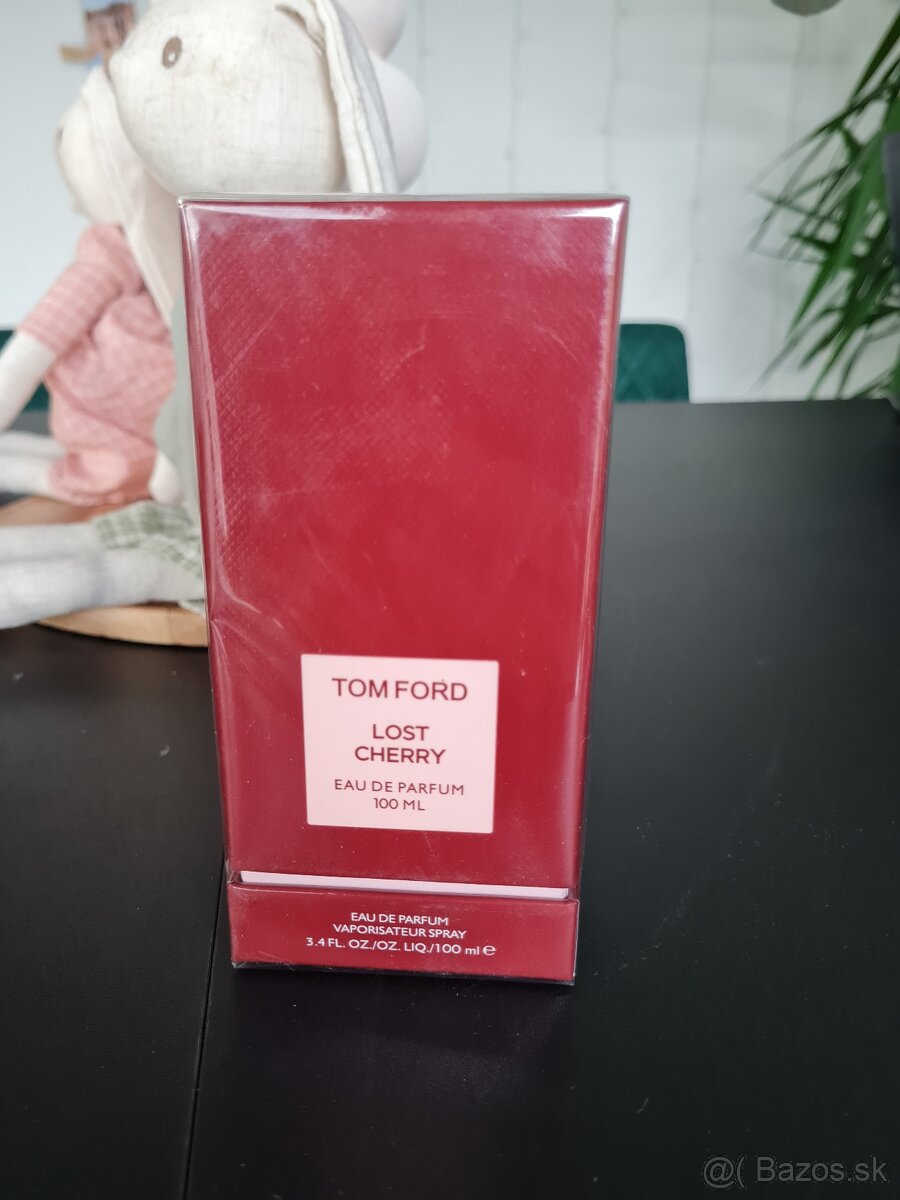 TOM FORD
LOST
CHERRY
EAU DE PARFUM
100 ML
EAU DE PARFUM
VAPORISATEUR SPRAY
3.4 FL. OZ./OZ. LIQ./100 ml ℮
@( Bazos.sk